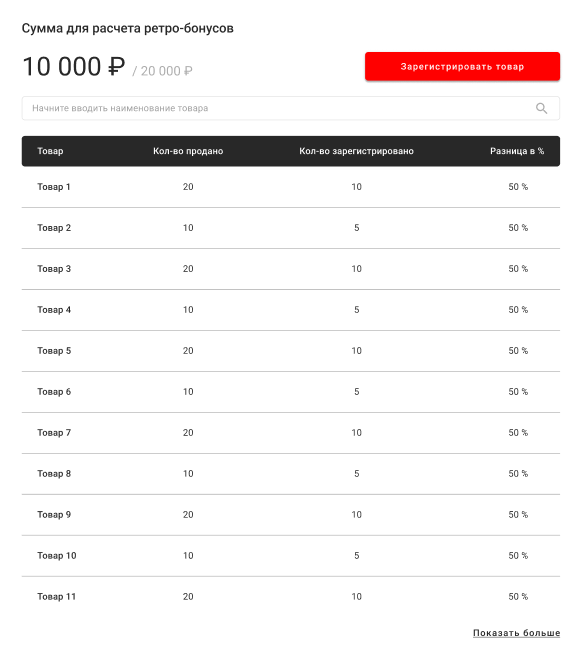 Сумма для расчета ретро-бонусов
10 000 ₽ / 20 000 ₽
Зарегистрировать товар
Начните вводить наименование товара
Товар Кол-во продано Кол-во зарегистрировано Разница в %
Товар 1 20 10 50 %
Товар 2 10 5 50 %
Товар 3 20 10 50 %
Товар 4 10 5 50 %
Товар 5 20 10 50 %
Товар 6 10 5 50 %
Товар 7 20 10 50 %
Товар 8 10 5 50 %
Товар 9 20 10 50 %
Товар 10 10 5 50 %
Товар 11 20 10 50 %
Показать больше